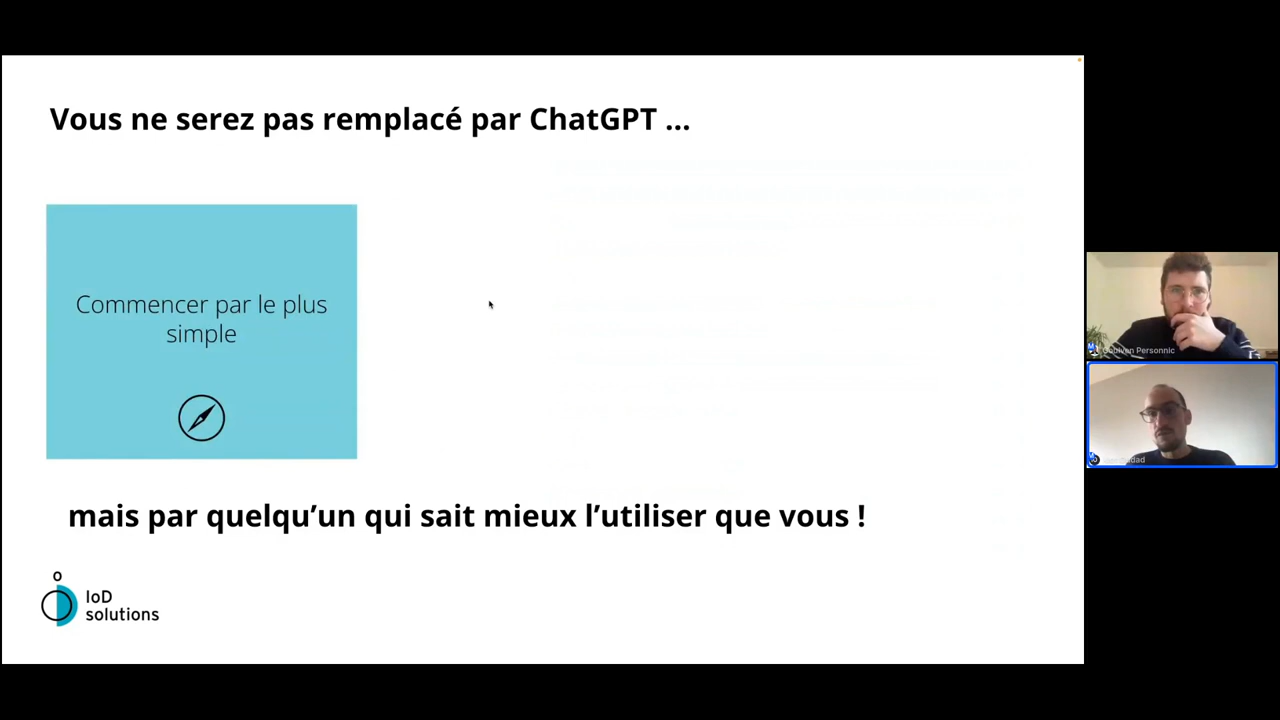 Vous ne serez pas remplacé par ChatGPT ...
Commencer par le plus
simple
mais par quelqu’un qui sait mieux l’utiliser que vous !
IoD
solutions
Personnic